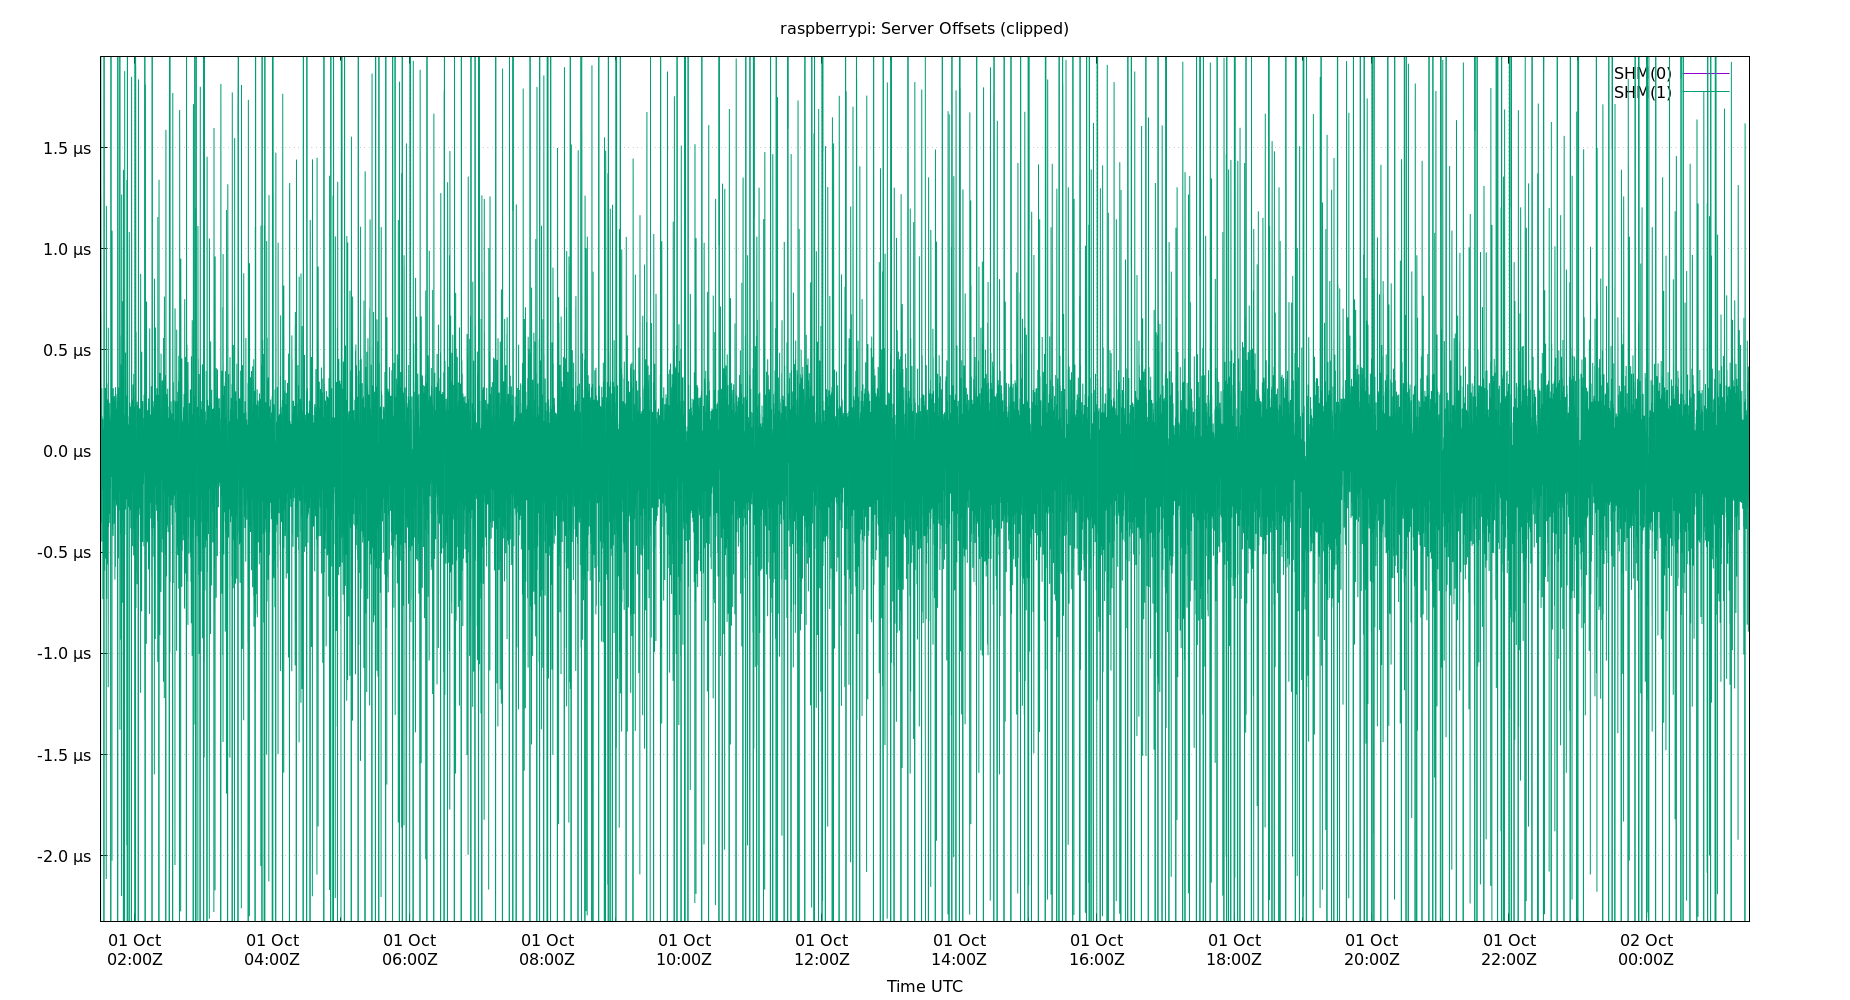 raspberrypi: Server Offsets (clipped)
SHM(0)
SHM(1)
1.5 µs
1.0 µs
0.5 µs
0.0 µs
-0.5 µs
-1.0 µs
-1.5 µs
-2.0 µs
01 Oct 01 Oct 01 Oct 01 Oct 01 Oct 01 Oct 01 Oct 01 Oct 01 Oct 01 Oct 01 Oct 02 Oct
02:00Z 04:00Z 06:00Z 08:00Z 10:00Z 12:00Z 14:00Z 16:00Z 18:00Z 20:00Z 22:00Z 00:00Z
Time UTC